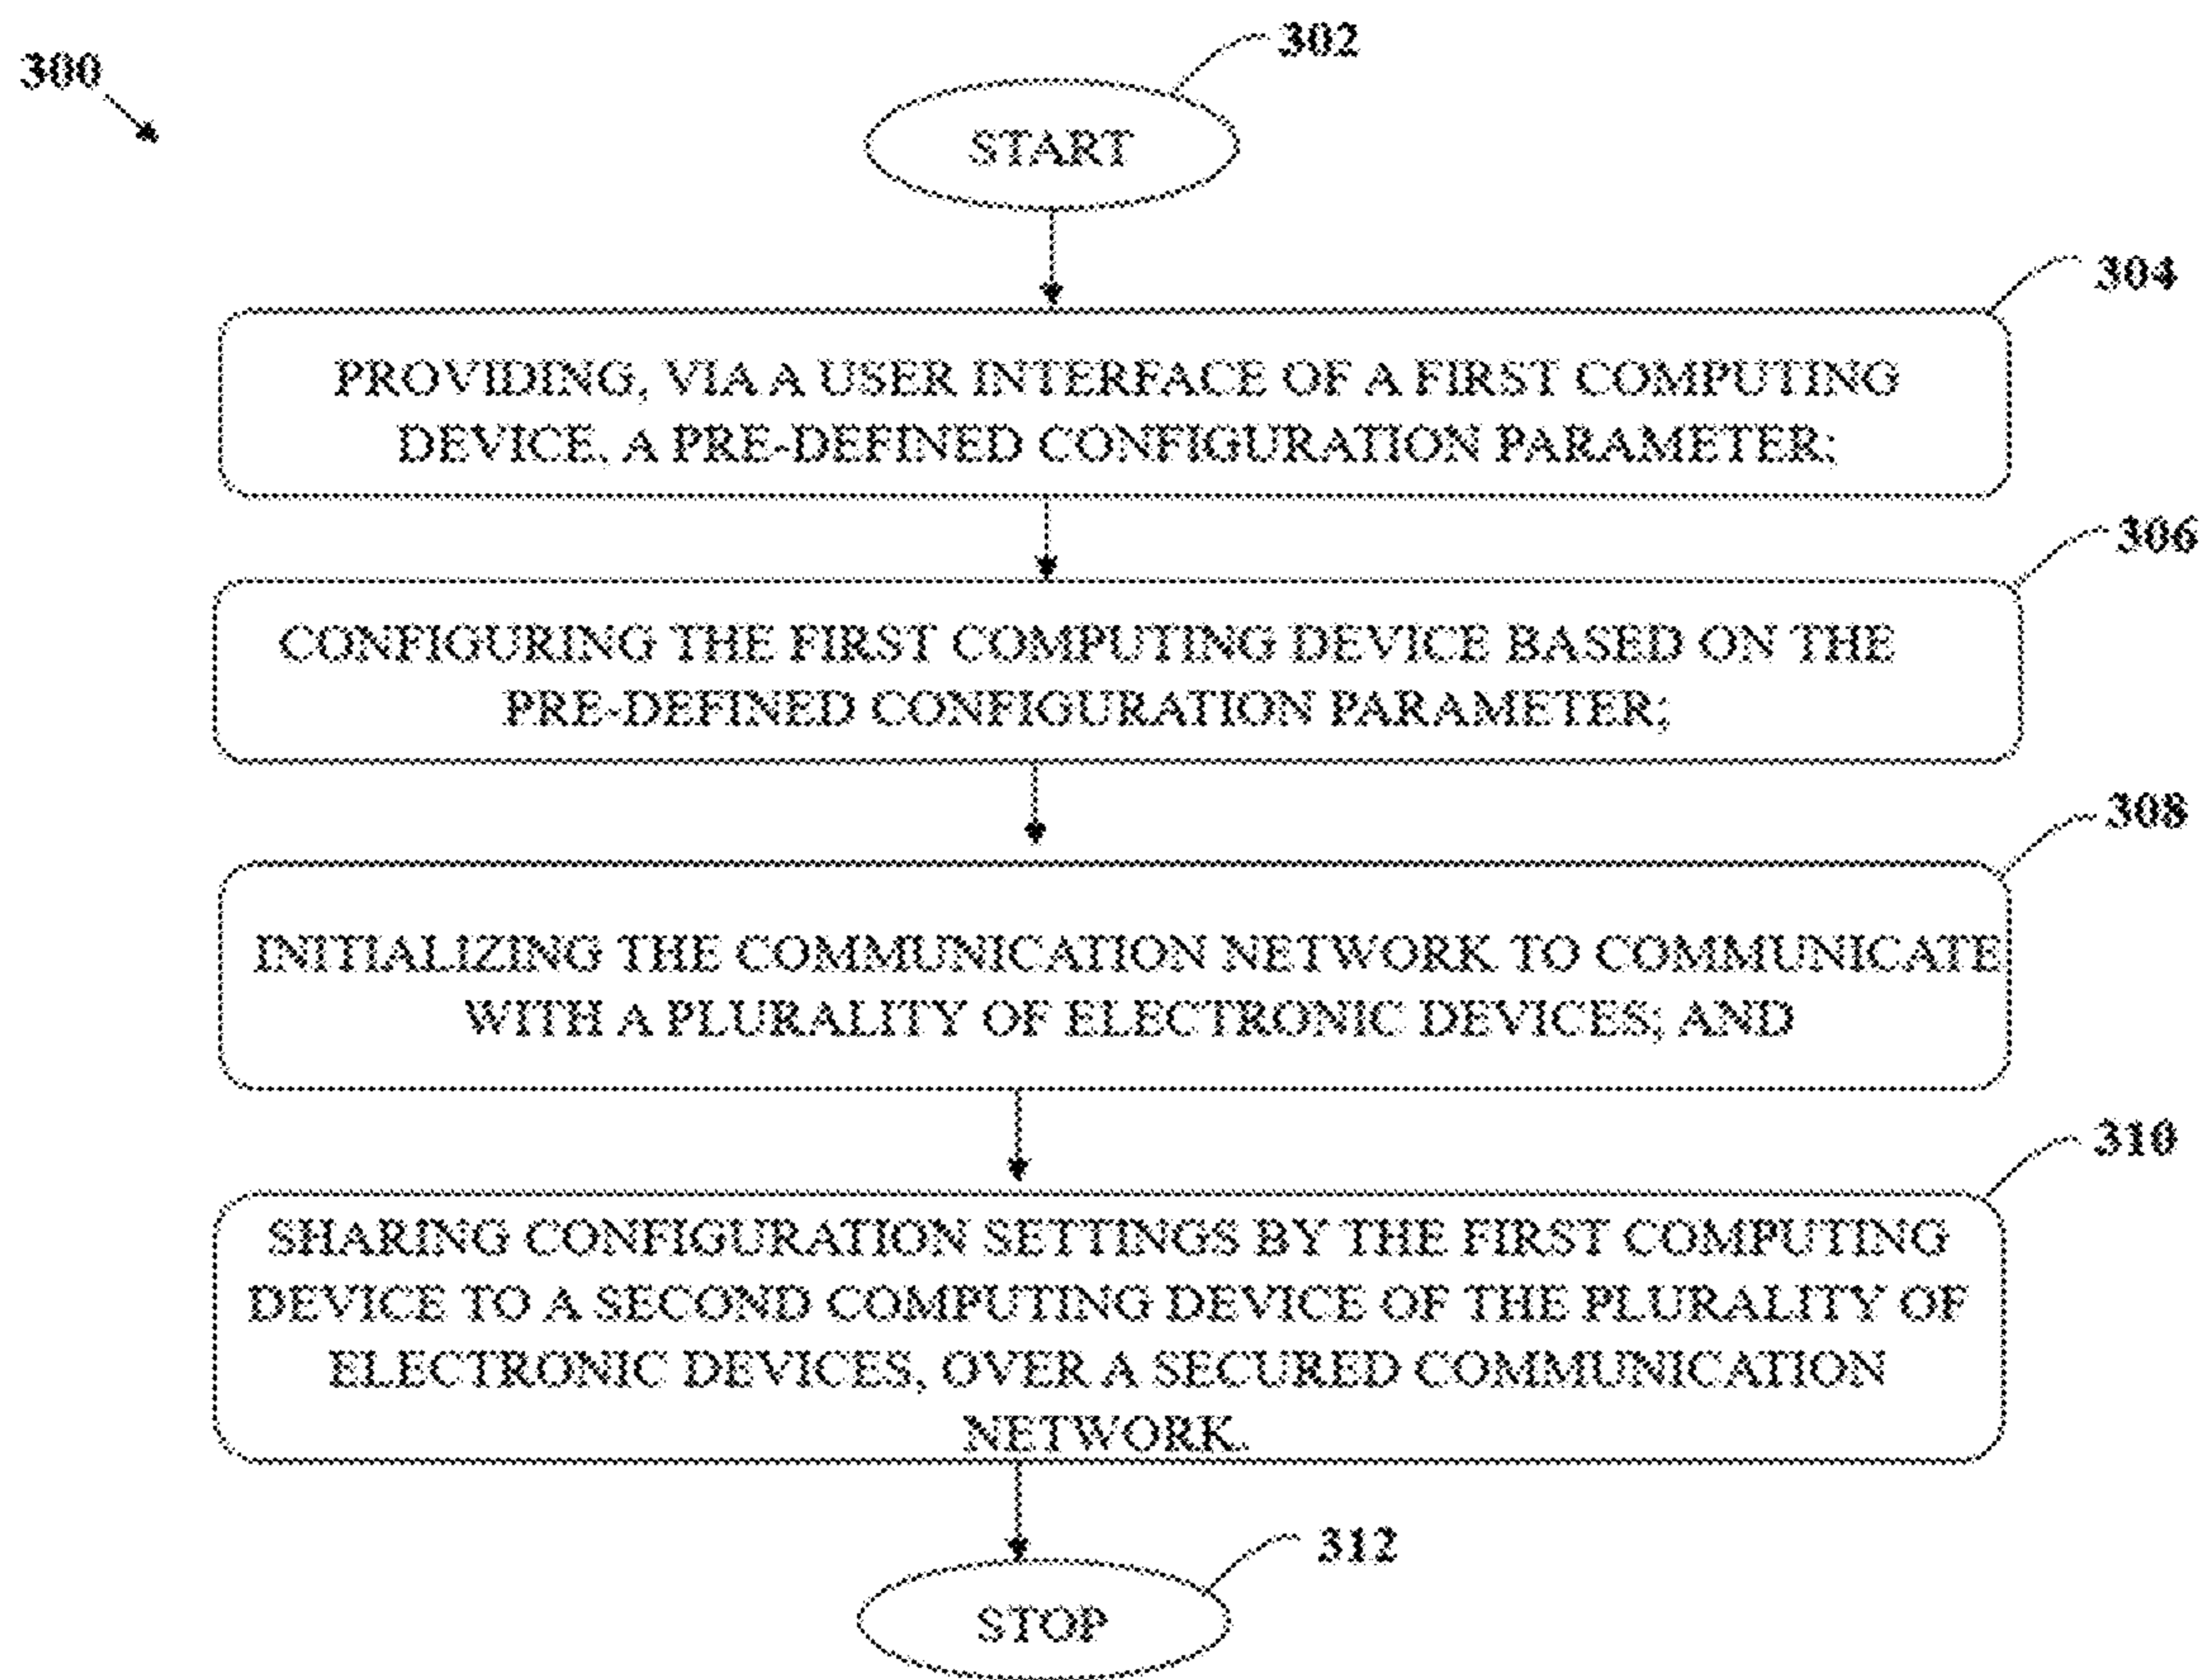 300
302
START
304
PROVIDING, VIA A USER INTERFACE OF A FIRST COMPUTING
DEVICE, A PRE-DEFINED CONFIGURATION PARAMETER;
306
CONFIGURING THE FIRST COMPUTING DEVICE BASED ON THE
PRE-DEFINED CONFIGURATION PARAMETER;
308
INITIALIZING THE COMMUNICATION NETWORK TO COMMUNICATE
WITH A PLURALITY OF ELECTRONIC DEVICES; AND
310
SHARING CONFIGURATION SETTINGS BY THE FIRST COMPUTING
DEVICE TO A SECOND COMPUTING DEVICE OF THE PLURALITY OF
ELECTRONIC DEVICES, OVER A SECURED COMMUNICATION
NETWORK.
312
STOP